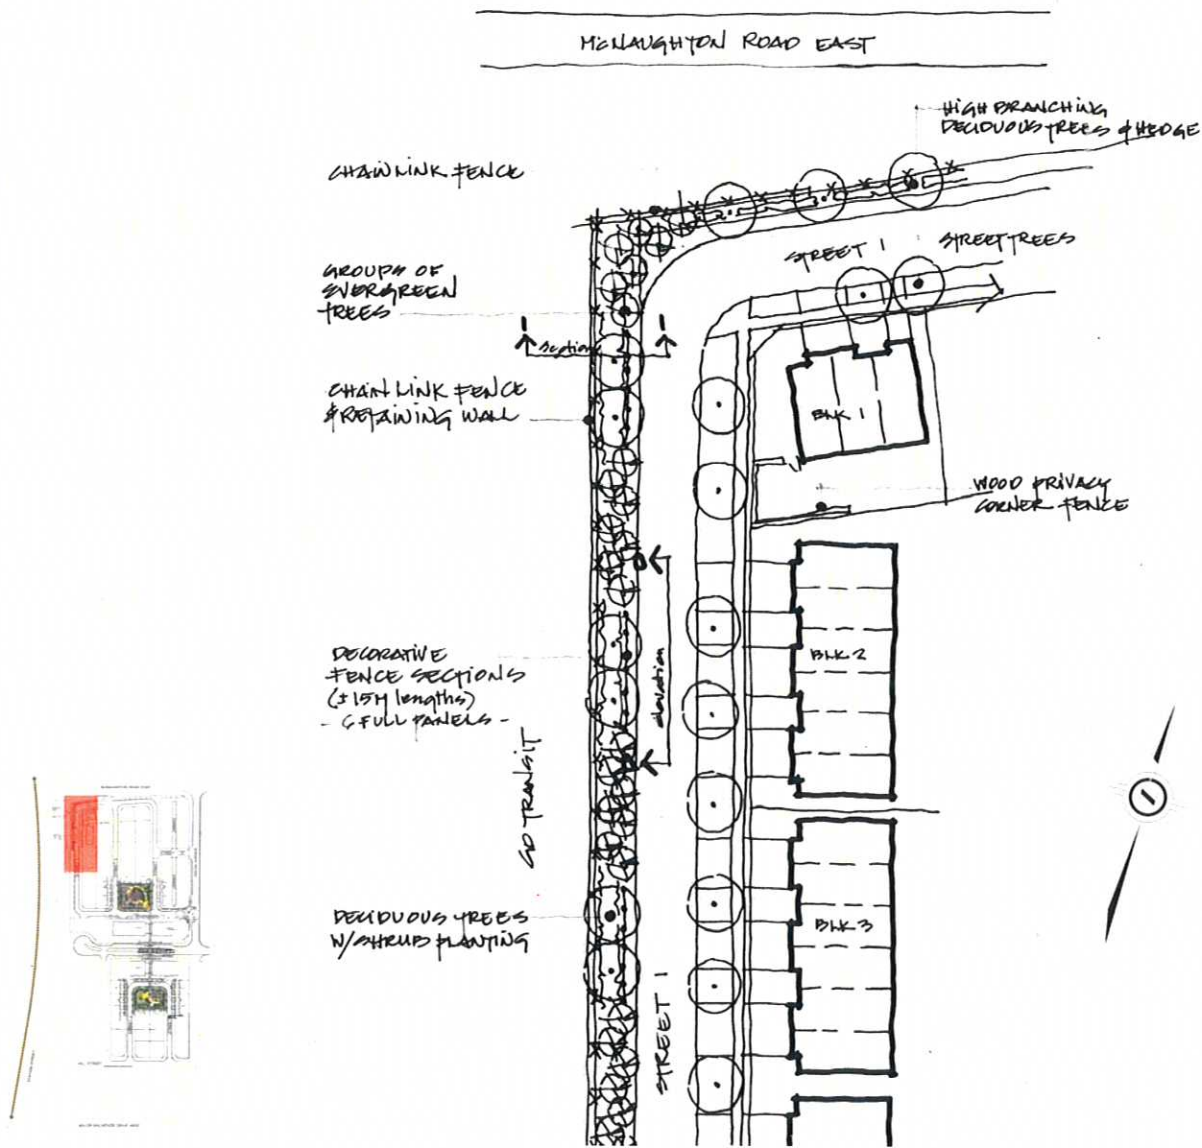 McNAUGHTON ROAD EAST
HIGH BRANCHING
DECIDUOUS TREES & HEDGE
CHAIN LINK FENCE
STREET 1
STREET TREES
GROUPS OF
EVERGREEN
TREES
1
1
Section
CHAIN LINK FENCE
& RETAINING WALL
BLK 1
WOOD PRIVACY
CORNER FENCE
DECORATIVE
FENCE SECTIONS
(±15M lengths)
- 6 FULL PANELS -
elevation
BLK 2
GO TRANSIT
DECIDUOUS TREES
W/ SHRUB PLANTING
BLK 3
STREET 1